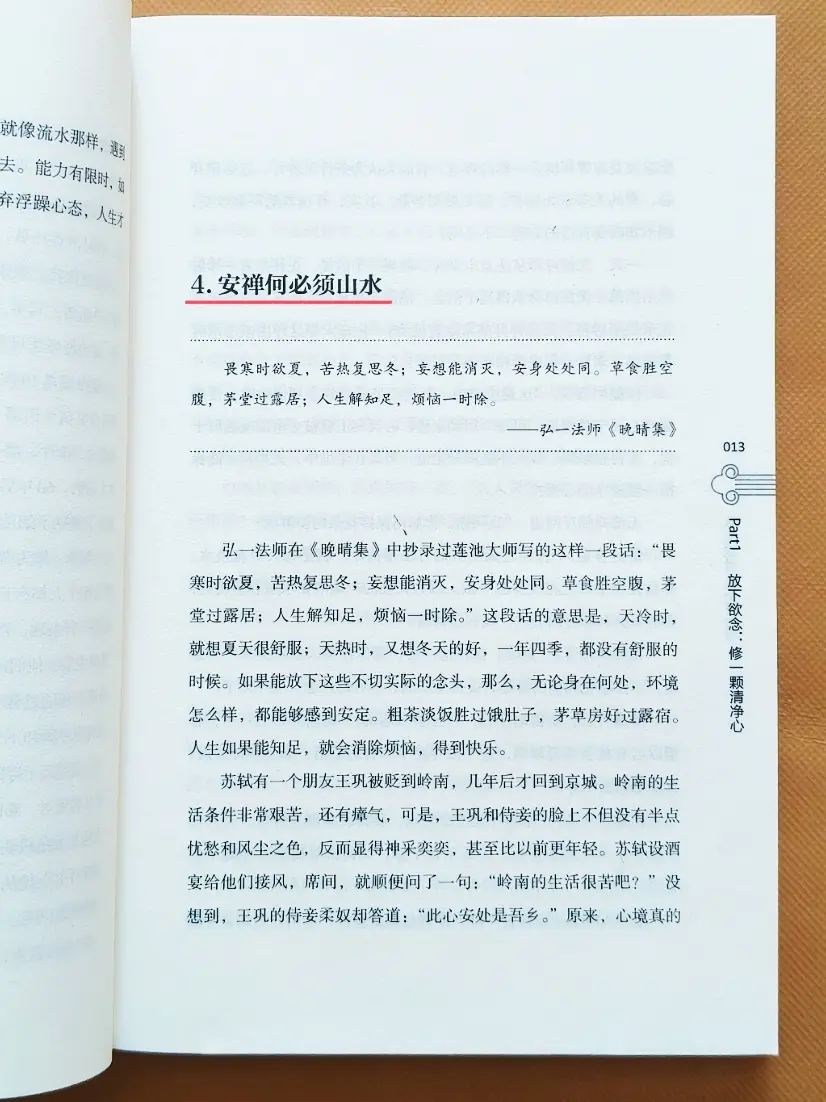 就像流水那样，遇到
去。能力有限时，如
弃浮躁心态，人生才
4. 安禅何必须山水
畏寒时欲夏，苦热复思冬；妄想能消灭，安身处处同。草食胜空
腹，茅堂过露居；人生解知足，烦恼一时除。
——弘一法师《晚晴集》
弘一法师在《晚晴集》中抄录过莲池大师写的这样一段话：“畏
寒时欲夏，苦热复思冬；妄想能消灭，安身处处同。草食胜空腹，茅
堂过露居；人生解知足，烦恼一时除。”这段话的意思是，天冷时，
就想夏天很舒服；天热时，又想冬天的好，一年四季，都没有舒服的
时候。如果能放下这些不切实际的念头，那么，无论身在何处，环境
怎么样，都能够感到安定。粗茶淡饭胜过饿肚子，茅草房好过露宿。
人生如果能知足，就会消除烦恼，得到快乐。
苏轼有一个朋友王巩被贬到岭南，几年后才回到京城。岭南的生
活条件非常艰苦，还有瘴气，可是，王巩和侍妾的脸上不但没有半点
忧愁和风尘之色，反而显得神采奕奕，甚至比以前更年轻。苏轼设酒
宴给他们接风，席间，就顺便问了一句：“岭南的生活很苦吧？”没
想到，王巩的侍妾柔奴却答道：“此心安处是吾乡。”原来，心境真的
013
Part1 放下欲念：修一颗清净心